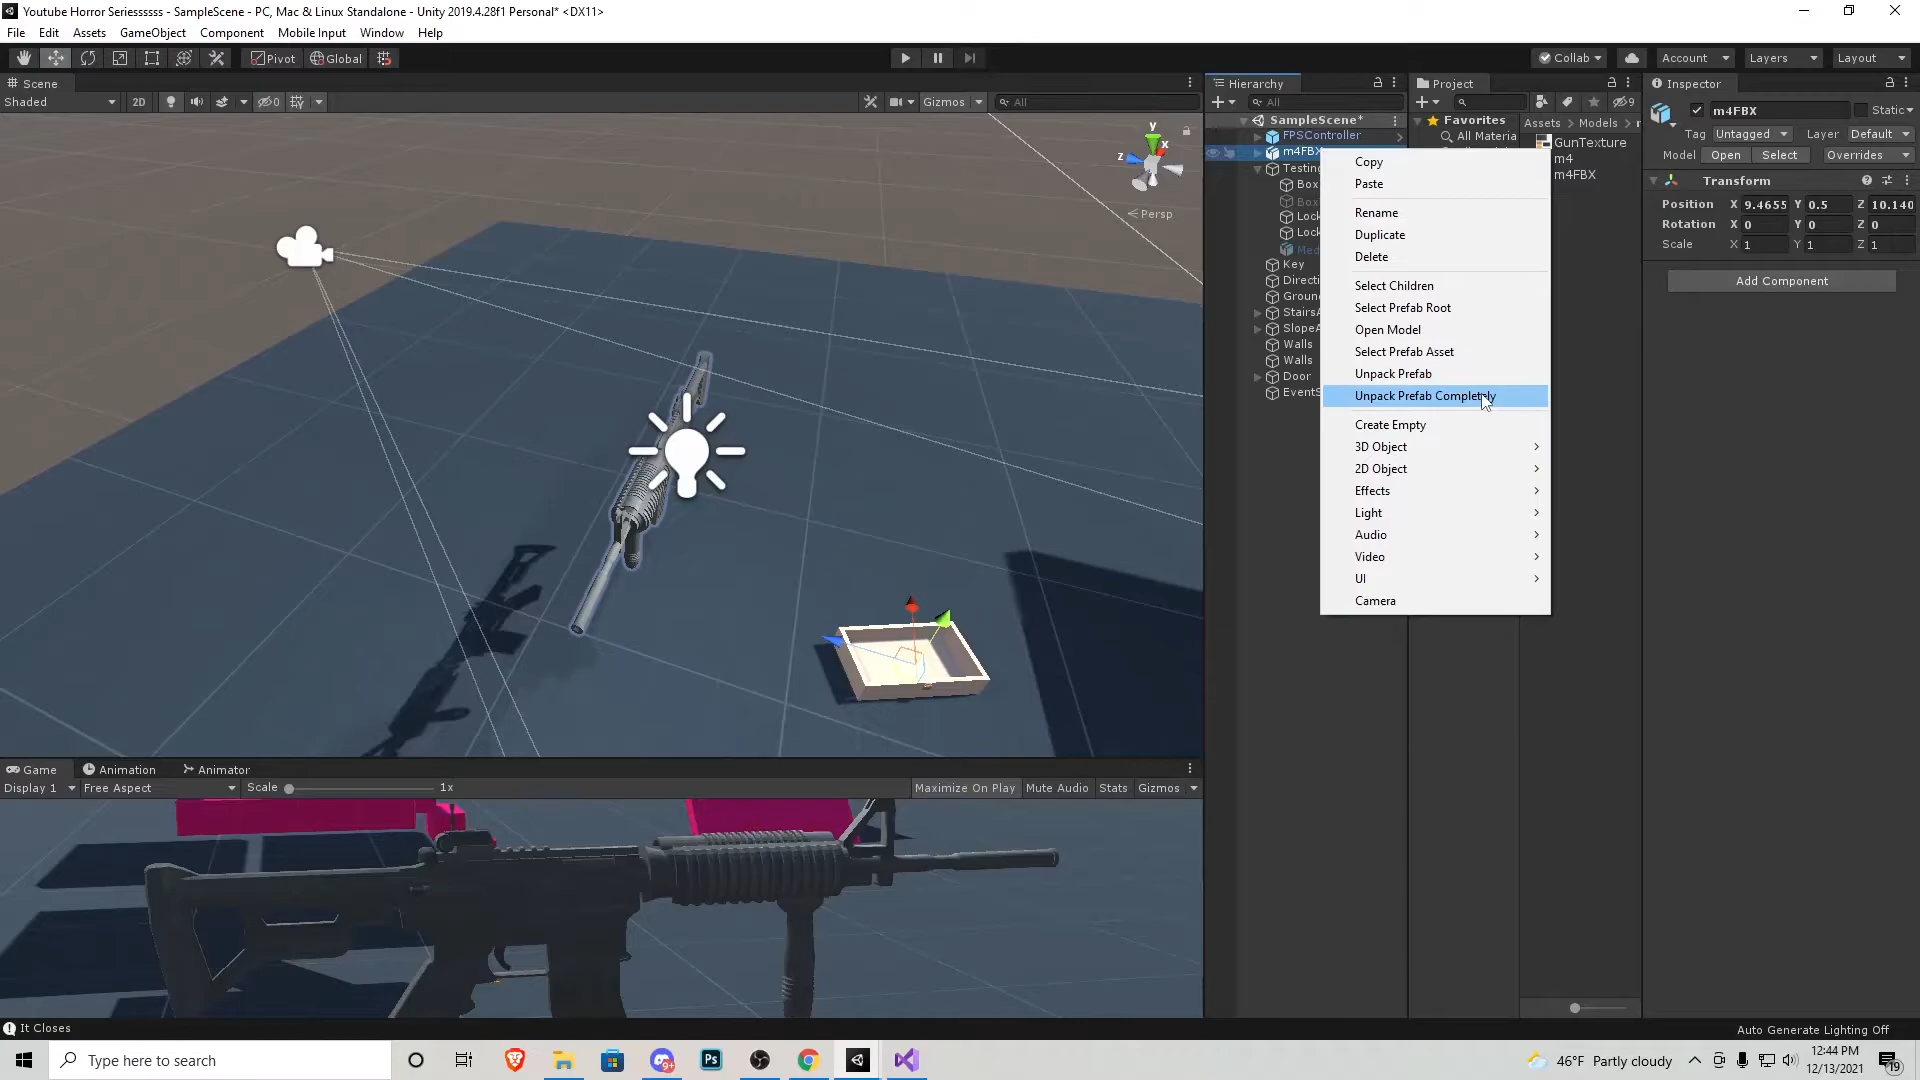 Youtube Horror Seriessssss - SampleScene - PC, Mac & Linux Standalone - Unity 2019.4.28f1 Personal* <DX11>
File Edit Assets GameObject Component Mobile Input Window Help
Pivot Global Collab Account Layers Layout
Scene
Shaded 2D 0 Gizmos All
y
x
z
Persp
Hierarchy
All
SampleScene*
FPSController
m4FBX
Testing
Box
Box
Lock
Lock
Med
Key
Directi
Groun
StairsA
SlopeA
Walls
Walls
Door
EventS
Copy
Paste
Rename
Duplicate
Delete
Select Children
Select Prefab Root
Open Model
Select Prefab Asset
Unpack Prefab
Unpack Prefab Completely
Create Empty
3D Object
2D Object
Effects
Light
Audio
Video
UI
Camera
Project
9
Favorites
All Materia
Assets > Models >
GunTexture
m4
m4FBX
Inspector
m4FBX Static
Tag Untagged Layer Default
Model Open Select Overrides
Transform
Position X 9.4655 Y 0.5 Z 10.140
Rotation X 0 Y 0 Z 0
Scale X 1 Y 1 Z 1
Add Component
Game Animation Animator
Display 1 Free Aspect Scale 1x Maximize On Play Mute Audio Stats Gizmos
It Closes
Auto Generate Lighting Off
Type here to search
9+
Ps
46°F Partly cloudy
12:44 PM
12/13/2021
19